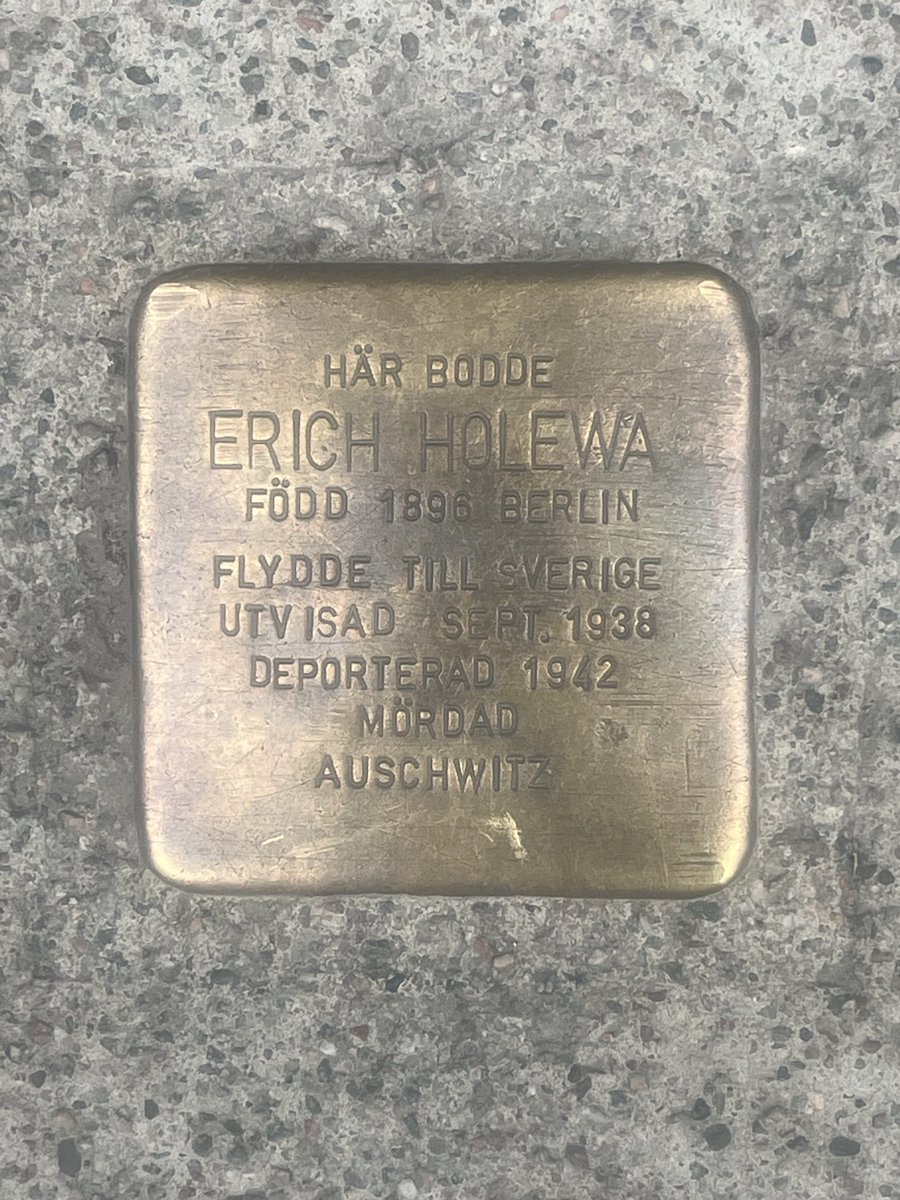 HÄR BODDE
ERICH HOLEWA
FÖDD 1896 BERLIN
FLYDDE TILL SVERIGE
UTVISAD SEPT. 1938
DEPORTERAD 1942
MÖRDAD
AUSCHWITZ